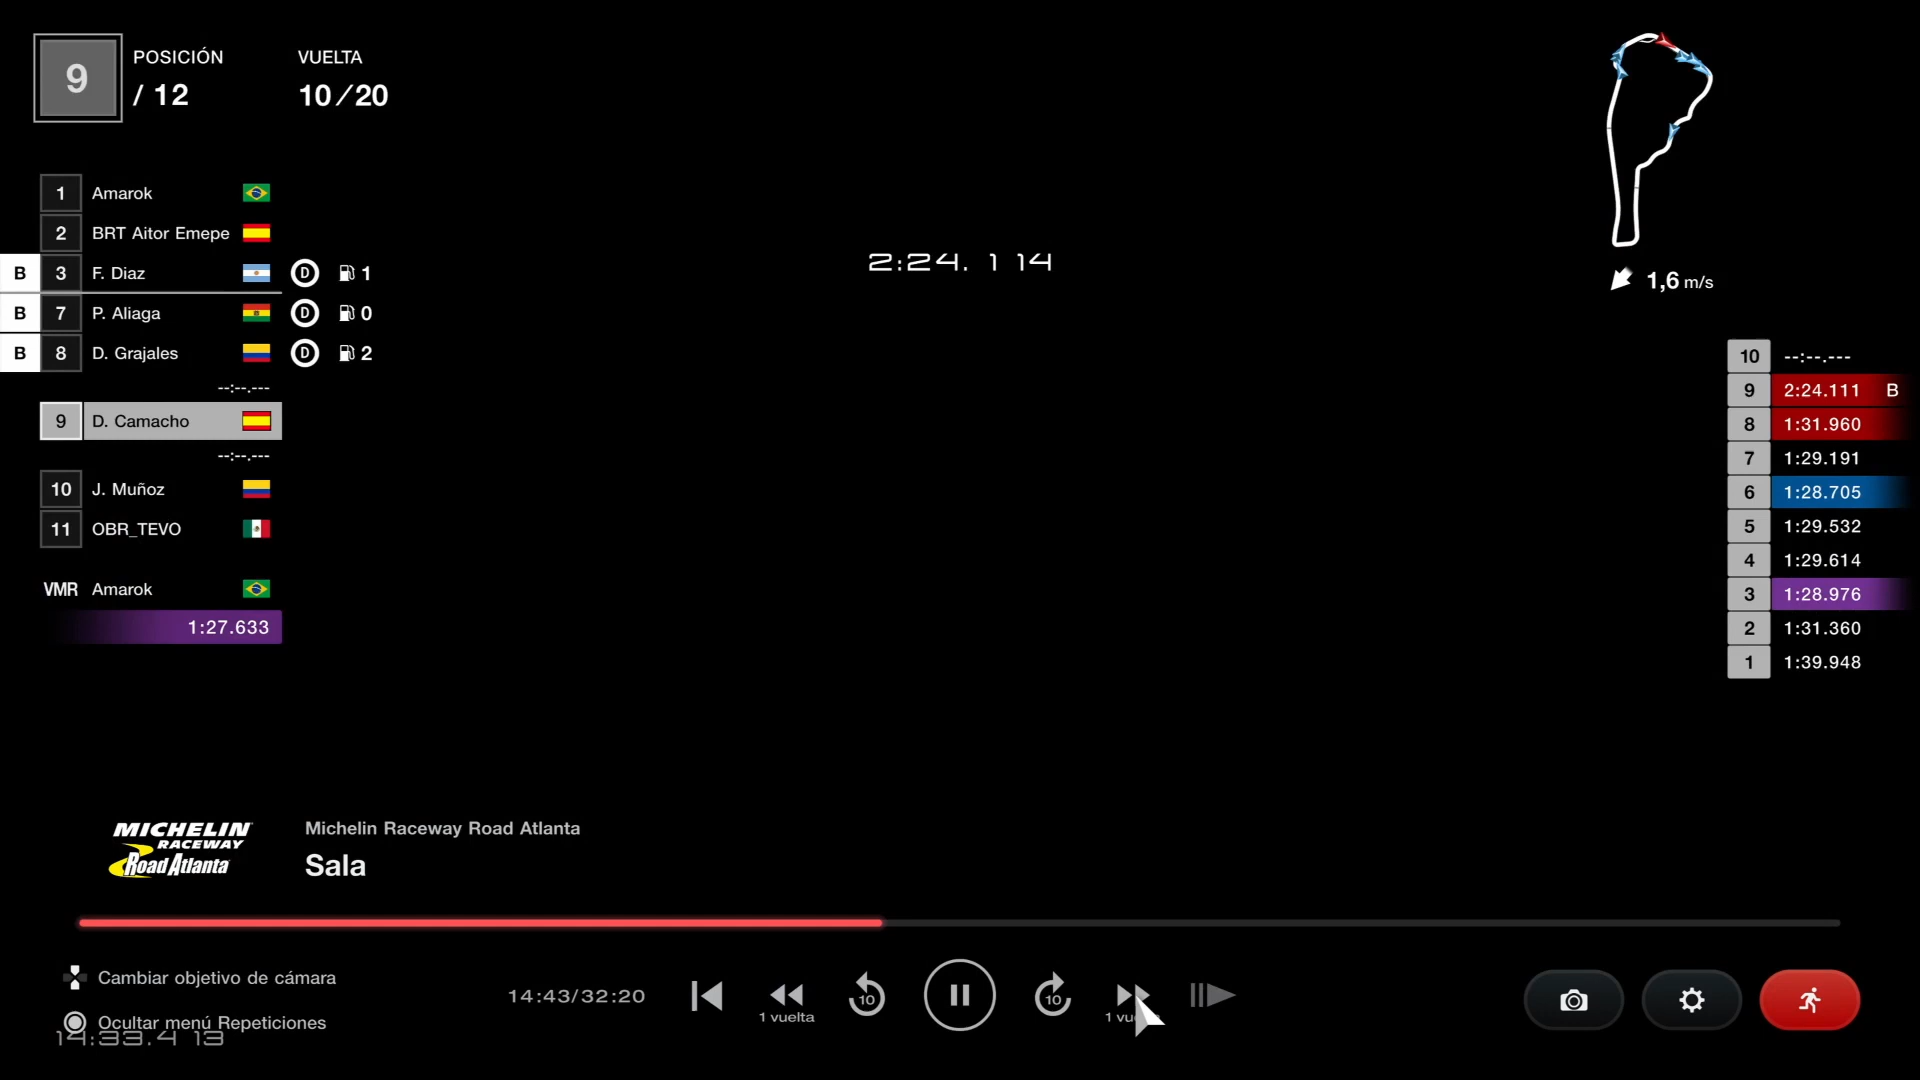 9
POSICIÓN
/ 12
VUELTA
10/20
1 Amarok
2 BRT Aitor Emepe
B 3 F. Diaz D 1
B 7 P. Aliaga D 0
B 8 D. Grajales D 2
--:--.---
9 D. Camacho
--:--.---
10 J. Muñoz
11 OBR_TEVO
VMR Amarok
1:27.633
2:24.114
1,6 m/s
10 --:--.---
9 2:24.111 B
8 1:31.960
7 1:29.191
6 1:28.705
5 1:29.532
4 1:29.614
3 1:28.976
2 1:31.360
1 1:39.948
MICHELIN
RACEWAY
Road Atlanta
Michelin Raceway Road Atlanta
Sala
Cambiar objetivo de cámara
Ocultar menú Repeticiones
14:33.413
14:43/32:20
1 vuelta
10
10
1